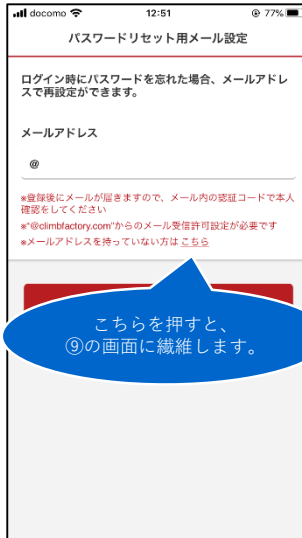 docomo 12:51 77%
パスワードリセット用メール設定
ログイン時にパスワードを忘れた場合、メールアドレ
スで再設定ができます。
メールアドレス
@
※登録後にメールが届きますので、メール内の認証コードで本人
確認をしてください
※"@climbfactory.com"からのメール受信許可設定が必要です
※メールアドレスを持っていない方は こちら
こちらを押すと、
⑨の画面に繊維します。